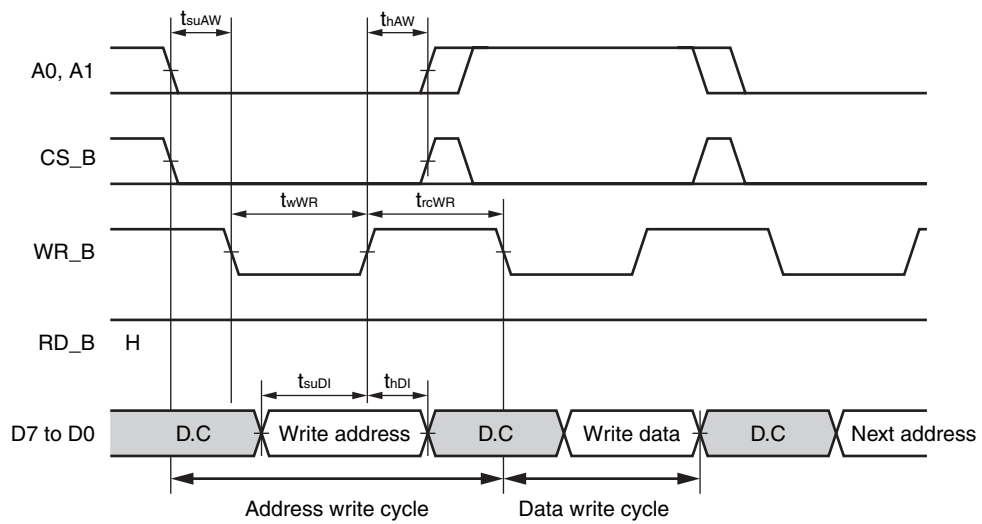 tsuAW
thAW
A0, A1
CS_B
twWR
trcWR
WR_B
RD_B H
tsuDI
thDI
D7 to D0 D.C Write address D.C Write data D.C Next address
Address write cycle Data write cycle